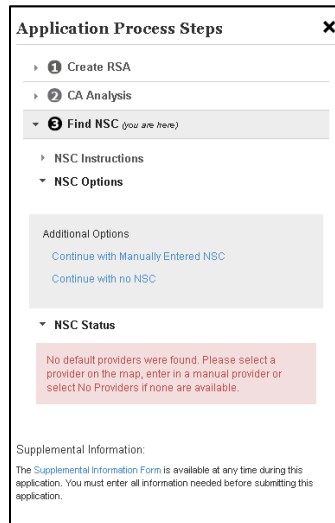 Application Process Steps ×
1 Create RSA
2 CA Analysis
3 Find NSC (you are here)
NSC Instructions
NSC Options
Additional Options
Continue with Manually Entered NSC
Continue with no NSC
NSC Status
No default providers were found. Please select a
provider on the map, enter in a manual provider or
select No Providers if none are available.
Supplemental Information:
The Supplemental Information Form is available at any time during this
application. You must enter all information needed before submitting this
application.